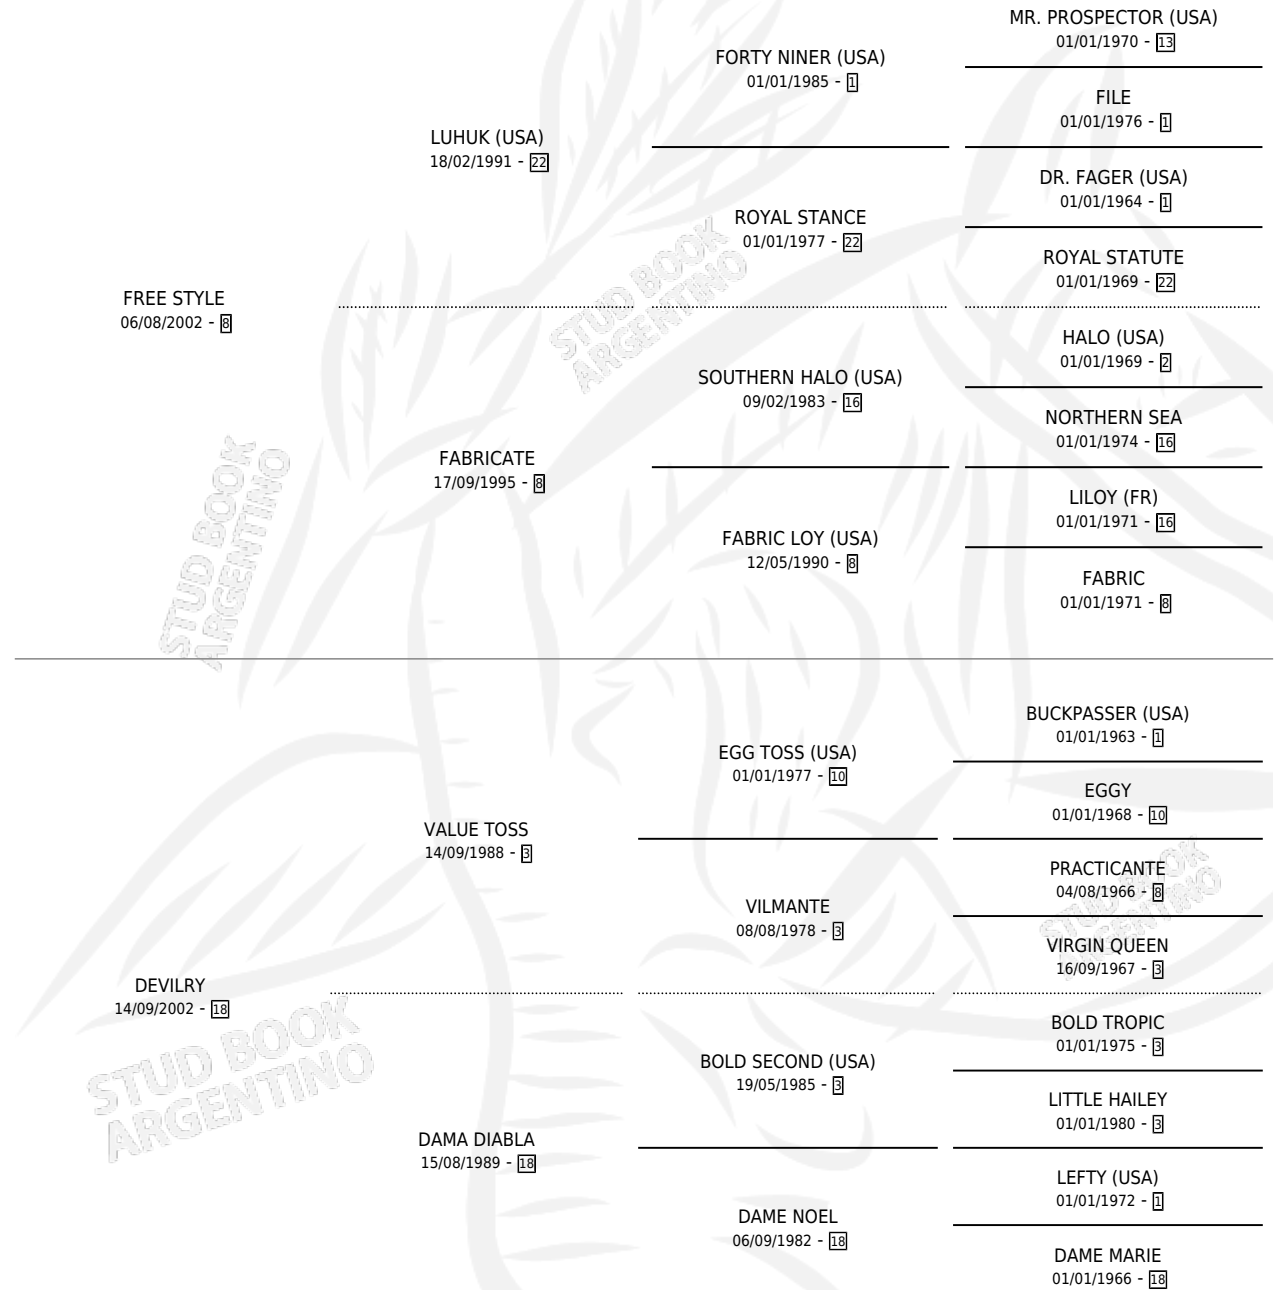 MR. PROSPECTOR (USA)
01/01/1970 - 13
FORTY NINER (USA)
01/01/1985 - 1
FILE
01/01/1976 - 1
LUHUK (USA)
18/02/1991 - 22
DR. FAGER (USA)
01/01/1964 - 1
ROYAL STANCE
01/01/1977 - 22
ROYAL STATUTE
01/01/1969 - 22
FREE STYLE
06/08/2002 - 8
HALO (USA)
01/01/1969 - 2
SOUTHERN HALO (USA)
09/02/1983 - 16
NORTHERN SEA
01/01/1974 - 16
FABRICATE
17/09/1995 - 8
LILOY (FR)
01/01/1971 - 16
FABRIC LOY (USA)
12/05/1990 - 8
FABRIC
01/01/1971 - 8
BUCKPASSER (USA)
01/01/1963 - 1
EGG TOSS (USA)
01/01/1977 - 10
EGGY
01/01/1968 - 10
VALUE TOSS
14/09/1988 - 3
PRACTICANTE
04/08/1966 - 8
VILMANTE
08/08/1978 - 3
VIRGIN QUEEN
16/09/1967 - 3
DEVILRY
14/09/2002 - 18
BOLD TROPIC
01/01/1975 - 3
BOLD SECOND (USA)
19/05/1985 - 3
LITTLE HAILEY
01/01/1980 - 3
DAMA DIABLA
15/08/1989 - 18
LEFTY (USA)
01/01/1972 - 1
DAME NOEL
06/09/1982 - 18
DAME MARIE
01/01/1966 - 18
STUD BOOK
ARGENTINO
STUD BOOK
ARGENTINO
STUD BOOK
ARGENTINO
STUD BOOK
ARGENTINO